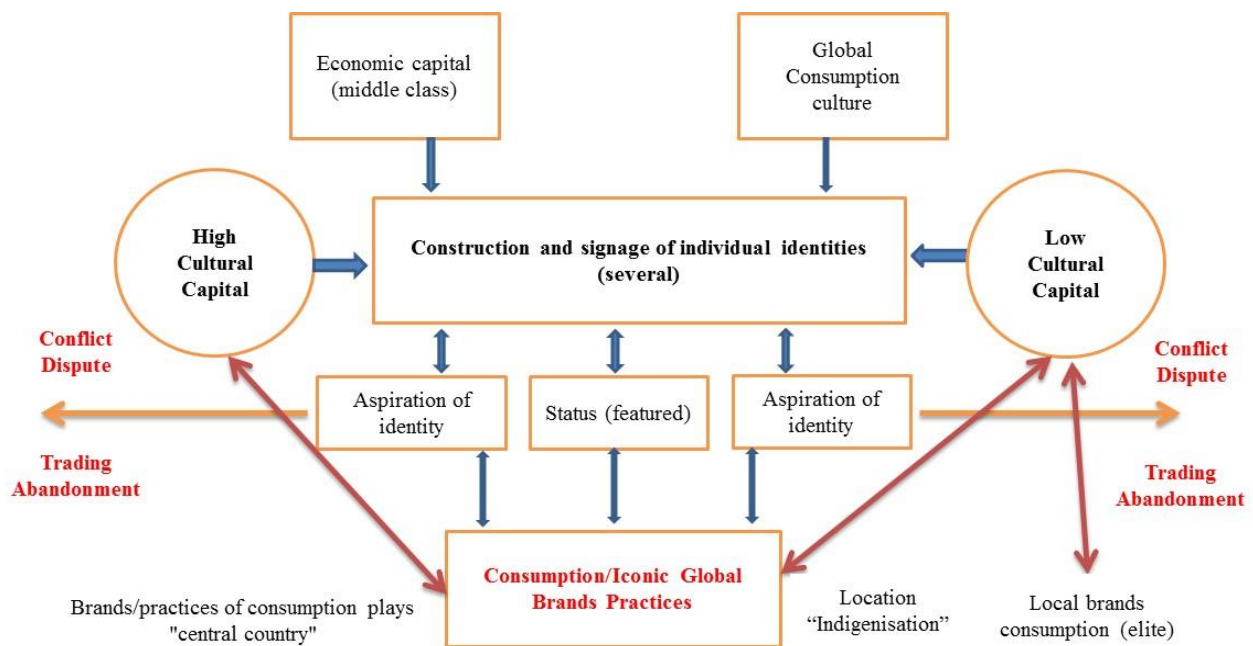 Economic capital
(middle class)
Global
Consumption
culture
High
Cultural
Capital
Construction and signage of individual identities
(several)
Low
Cultural
Capital
Conflict
Dispute
Conflict
Dispute
Aspiration of
identity
Status (featured)
Aspiration of
identity
Trading
Abandonment
Trading
Abandonment
Consumption/Iconic Global
Brands Practices
Brands/practices of consumption plays
"central country"
Location
“Indigenisation”
Local brands
consumption (elite)